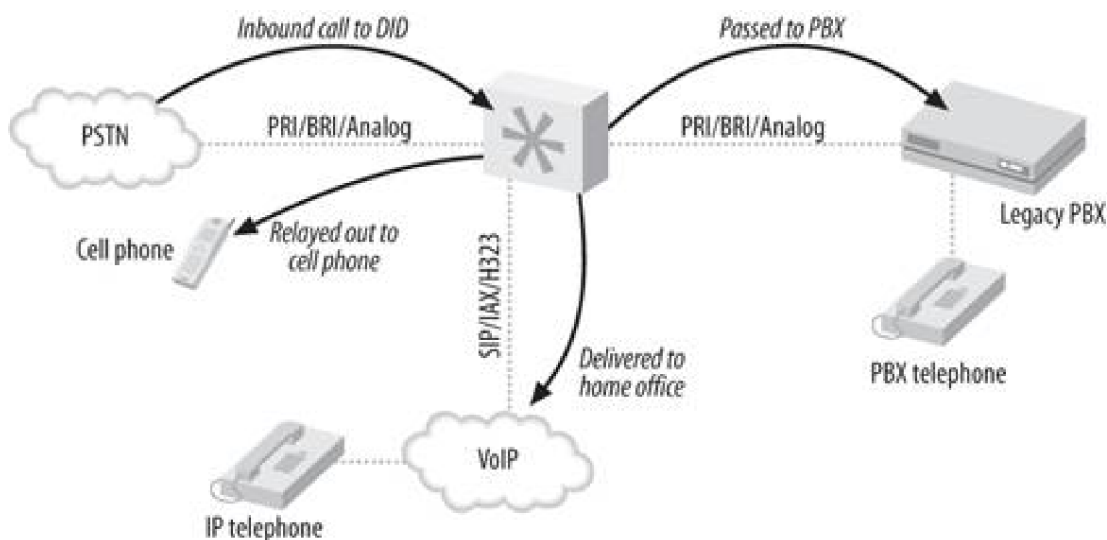 Inbound call to DID
Passed to PBX
PSTN
PRI/BRI/Analog
PRI/BRI/Analog
Legacy PBX
Cell phone
Relayed out to
cell phone
SIP/IAX/H323
Delivered to
home office
PBX telephone
VoIP
IP telephone